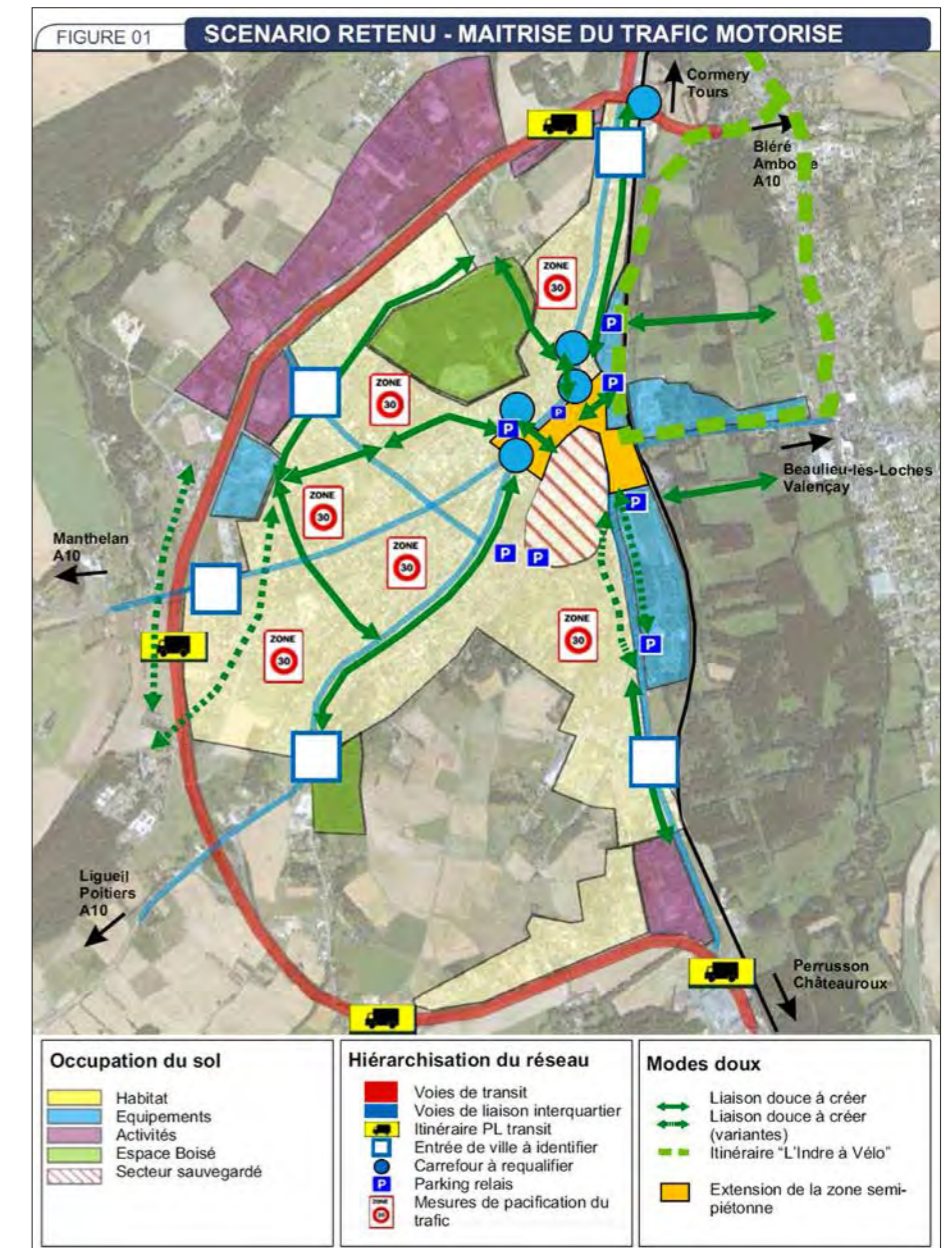 FIGURE 01
SCENARIO RETENU - MAITRISE DU TRAFIC MOTORISE
Cormery
Tours
Bléré
A10
ZONE
30
P
ZONE
30
P
P
P
Beaulieu-lès-Loches
Valençay
ZONE
30
P
Manthelan
A10
ZONE
30
P
P
ZONE
30
ZONE
30
P
Ligueil
Poitiers
A10
Perrusson
Châteauroux
Occupation du sol
Habitat
Equipements
Activités
Espace Boisé
Secteur sauvegardé
Hiérarchisation du réseau
Voies de transit
Voies de liaison interquartier
Itinéraire PL transit
Entrée de ville à identifier
Carrefour à requalifier
P Parking relais
ZONE
30
Mesures de pacification du
trafic
Modes doux
Liaison douce à créer
Liaison douce à créer
(variantes)
Itinéraire "L'Indre à Vélo"
Extension de la zone semi-
piétonne